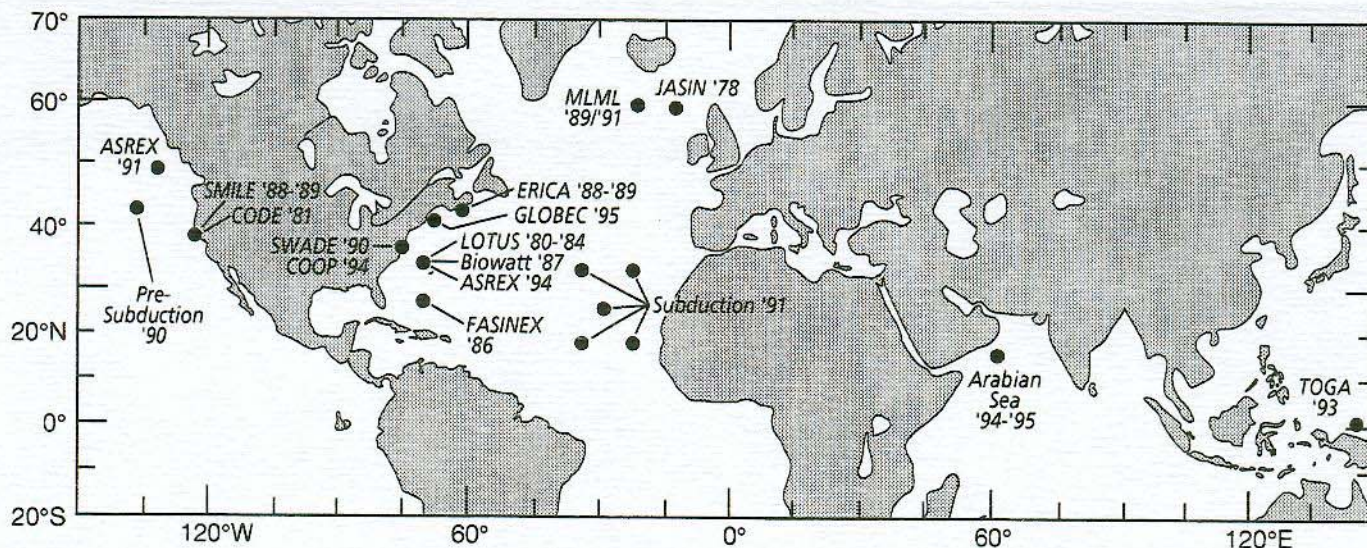 70°
60°
40°
20°N
0°
20°S
120°W
60°
0°
60°
120°E
ASREX
'91
Pre-
Subduction
'90
SMILE '88-'89
CODE '81
SWADE '90
COOP '94
ERICA '88-'89
GLOBEC '95
LOTUS '80-'84
Biowatt '87
ASREX '94
FASINEX
'86
MLML
'89/'91
JASIN '78
Subduction '91
Arabian
Sea
'94-'95
TOGA
'93